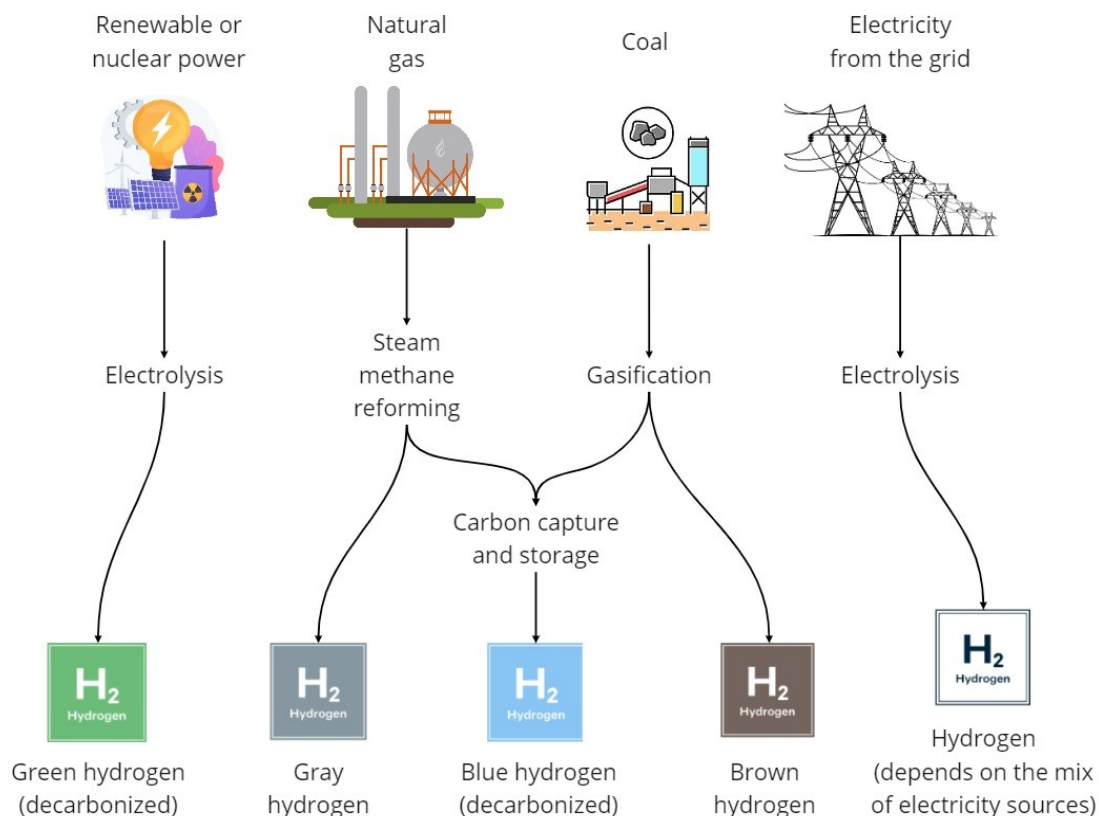 Renewable or
nuclear power
Natural
gas
Coal
Electricity
from the grid
Electrolysis
Steam
methane
reforming
Gasification
Electrolysis
Carbon capture
and storage
H2
Hydrogen
H2
Hydrogen
H2
Hydrogen
H2
Hydrogen
H2
Hydrogen
Green hydrogen
(decarbonized)
Gray
hydrogen
Blue hydrogen
(decarbonized)
Brown
hydrogen
Hydrogen
(depends on the mix
of electricity sources)